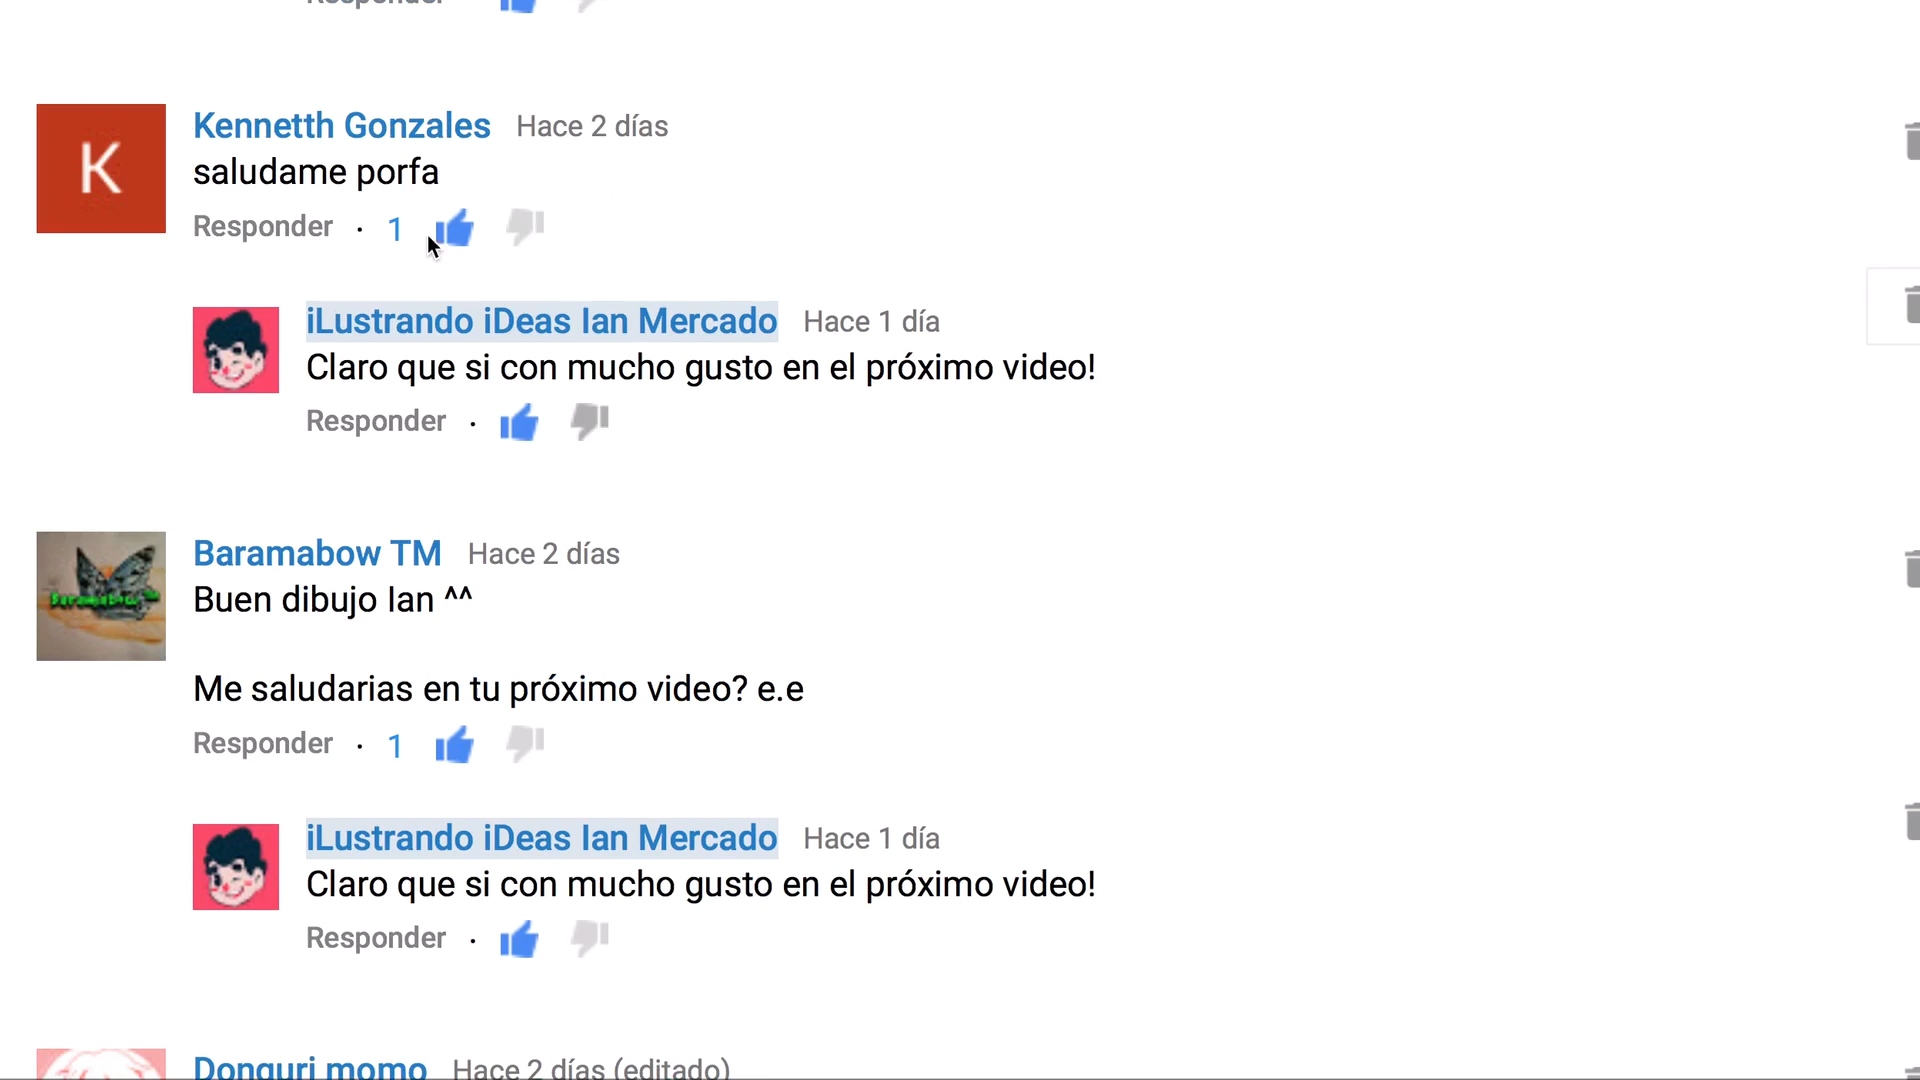 Responder
Kennetth Gonzales Hace 2 días
saludame porfa
Responder · 1
K
iLustrando iDeas Ian Mercado Hace 1 día
Claro que si con mucho gusto en el próximo video!
Responder ·
Baramabow TM Hace 2 días
Buen dibujo Ian ^^
Me saludarias en tu próximo video? e.e
Responder · 1
Baramabow TM
iLustrando iDeas Ian Mercado Hace 1 día
Claro que si con mucho gusto en el próximo video!
Responder ·
Donguri momo Hace 2 días (editado)